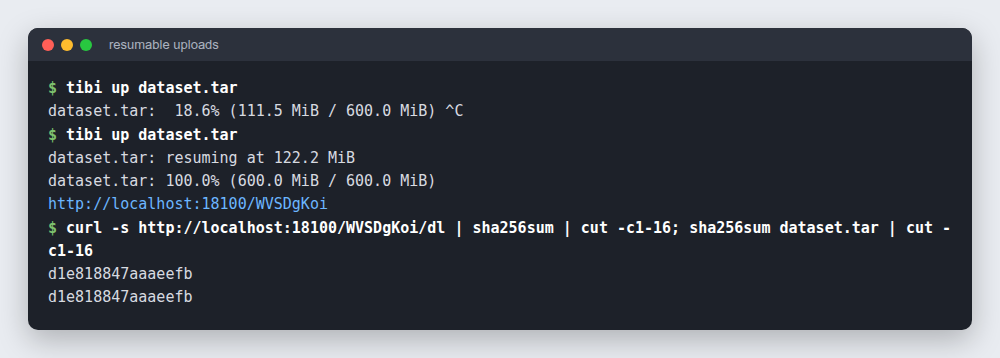 resumable uploads
$ tibi up dataset.tar
dataset.tar:  18.6% (111.5 MiB / 600.0 MiB) ^C
$ tibi up dataset.tar
dataset.tar: resuming at 122.2 MiB
dataset.tar: 100.0% (600.0 MiB / 600.0 MiB)
http://localhost:18100/WVSDgKoi
$ curl -s http://localhost:18100/WVSDgKoi/dl | sha256sum | cut -c1-16; sha256sum dataset.tar | cut -
c1-16
d1e818847aaaeefb
d1e818847aaaeefb